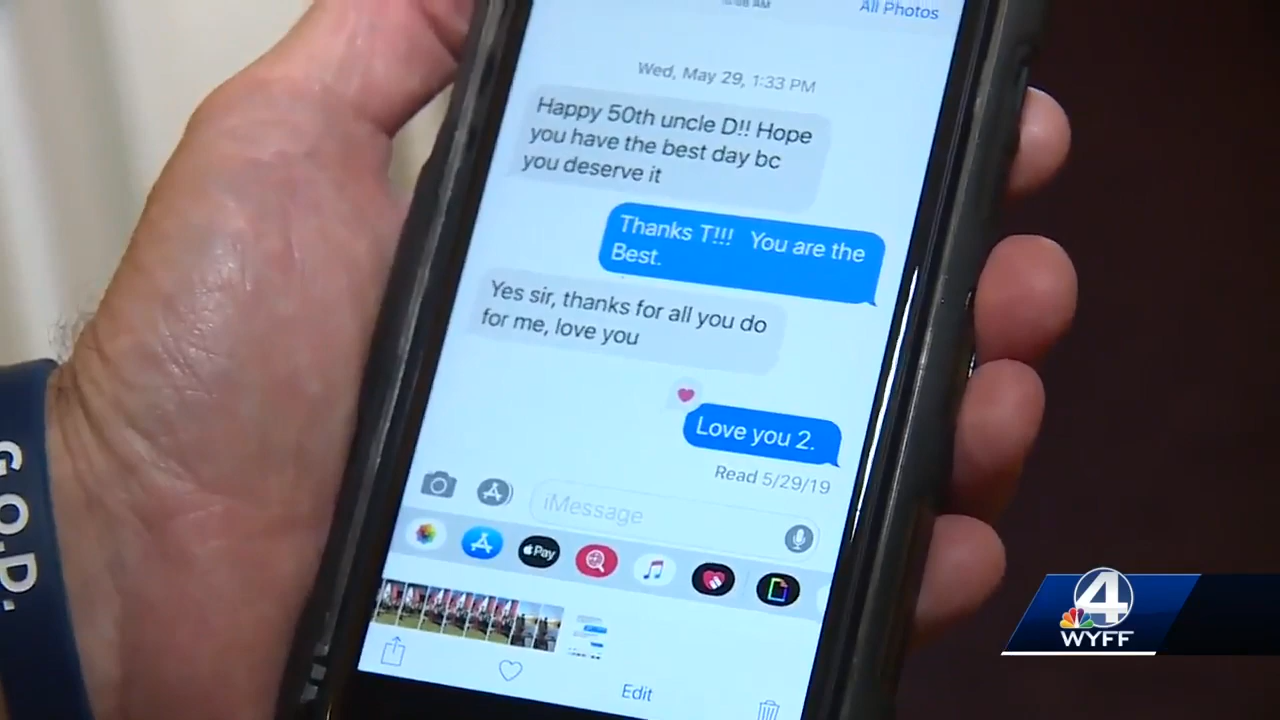 All Photos
Wed, May 29, 1:33 PM
Happy 50th uncle D!! Hope
you have the best day bc
you deserve it
Thanks T!!! You are the
Best.
Yes sir, thanks for all you do
for me, love you
Love you 2.
Read 5/29/19
iMessage
Pay
Edit
G.O.D.
4
WYFF